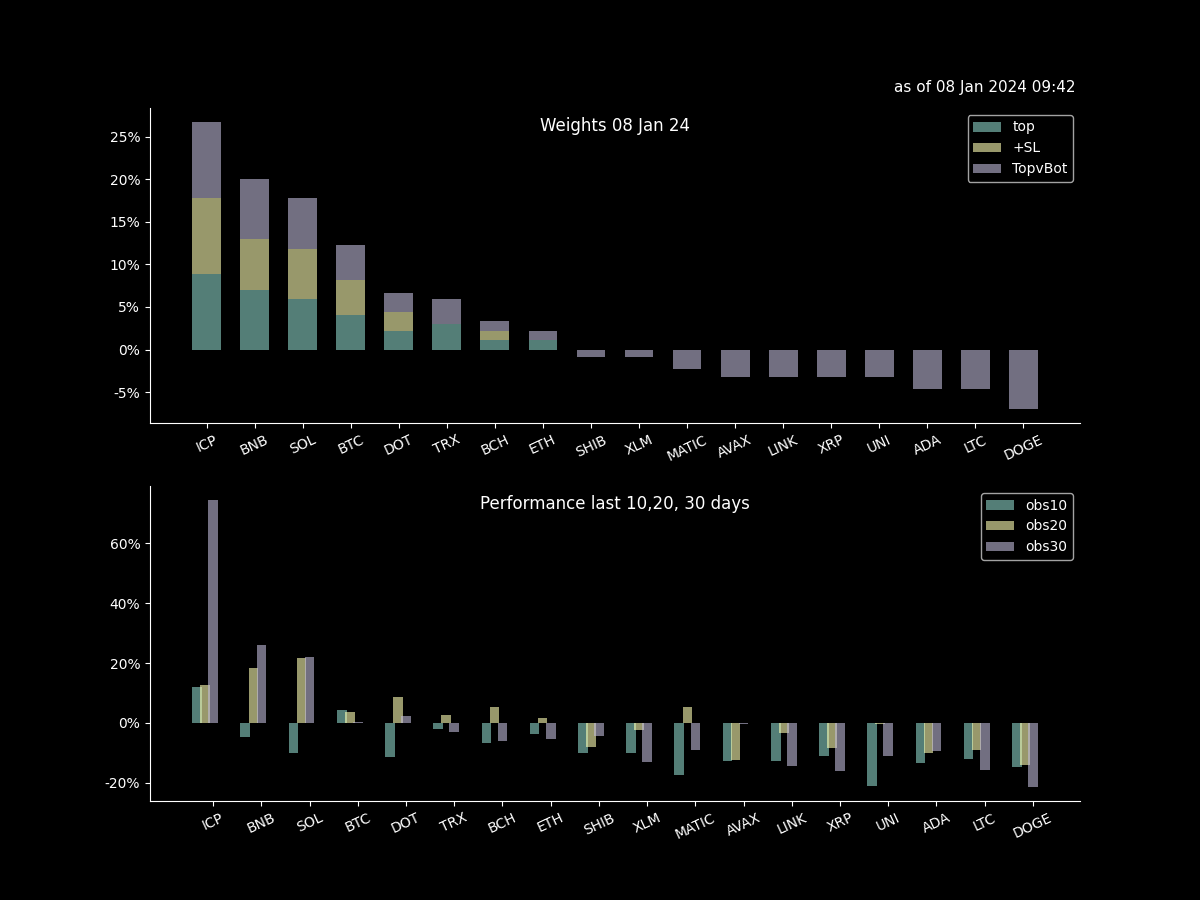 as of 08 Jan 2024 09:42
Weights 08 Jan 24
top
+SL
TopvBot
25%
20%
15%
10%
5%
0%
-5%
ICP BNB SOL BTC DOT TRX BCH ETH SHIB XLM MATIC AVAX LINK XRP UNI ADA LTC DOGE
Performance last 10,20, 30 days
obs10
obs20
obs30
60%
40%
20%
0%
-20%
ICP BNB SOL BTC DOT TRX BCH ETH SHIB XLM MATIC AVAX LINK XRP UNI ADA LTC DOGE